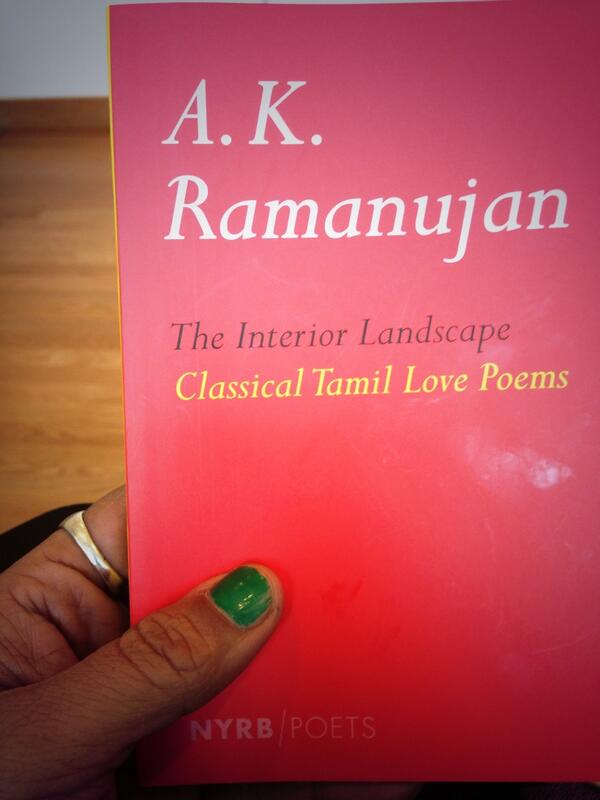 A. K.
Ramanujan
The Interior Landscape
Classical Tamil Love Poems
NYRB/POETS